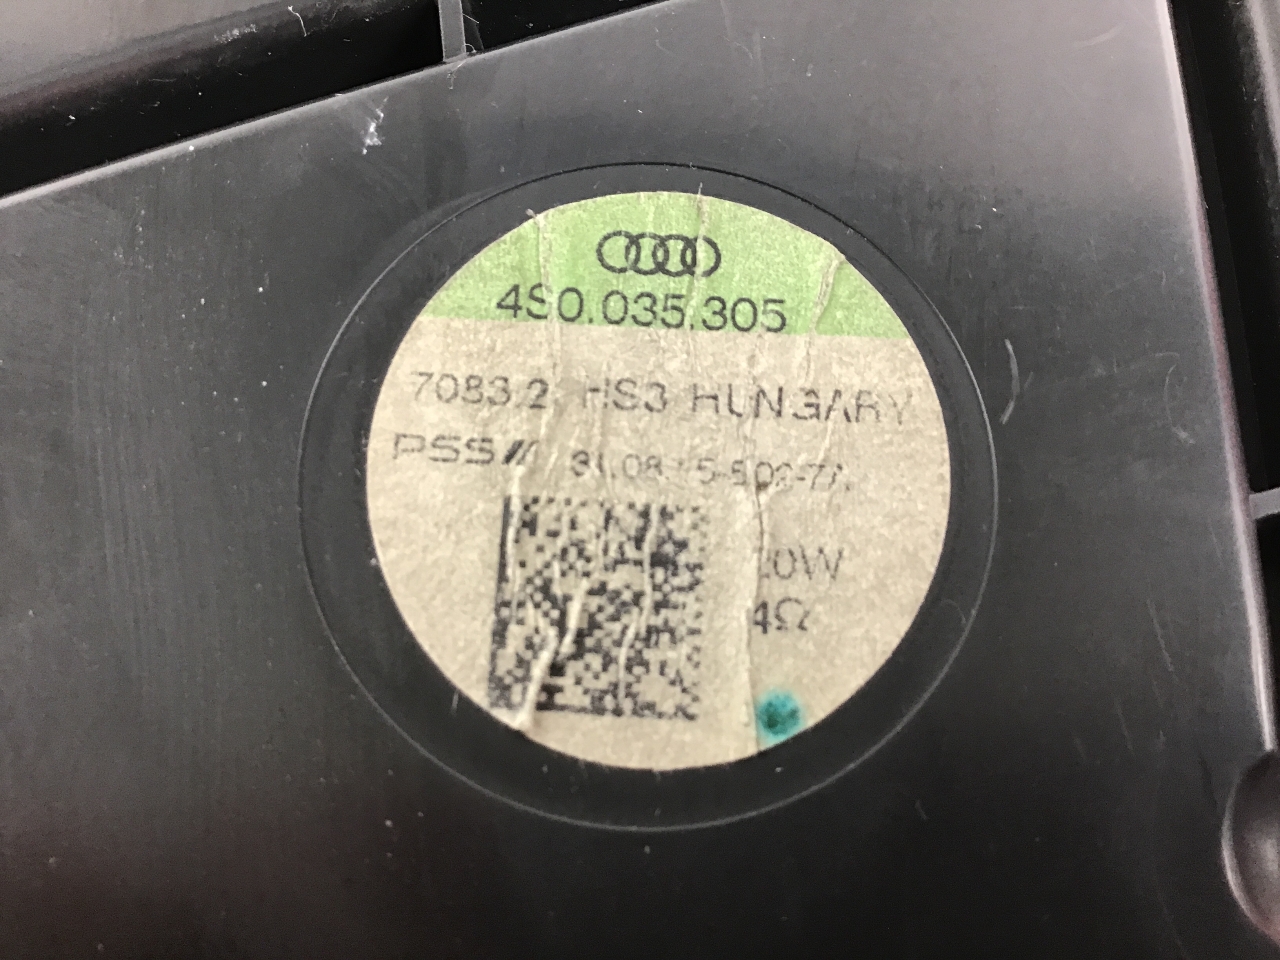 4S0.035.305
7083.2 HS3 HUNGARY
PSS
4Ω